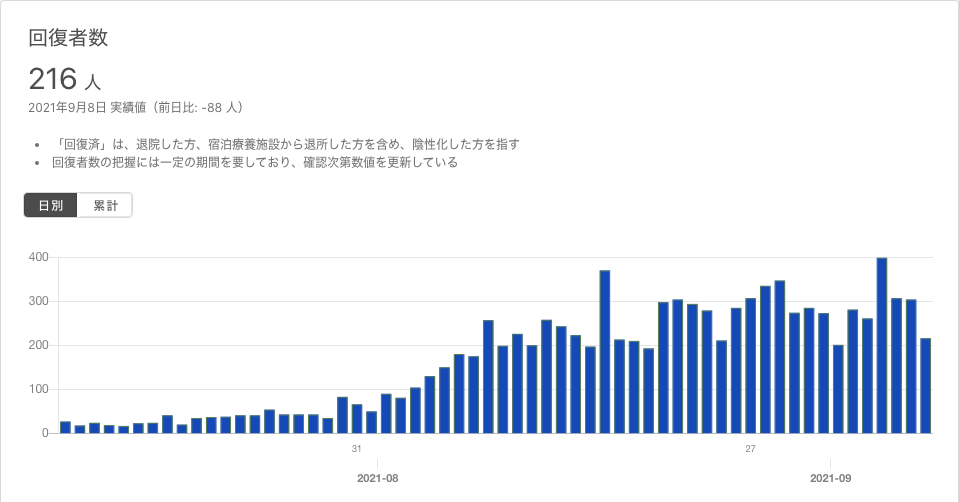 回復者数
216 人
2021年9月8日 実績値（前日比: -88 人）
• 「回復済」は、退院した方、宿泊療養施設から退所した方を含め、陰性化した方を指す
• 回復者数の把握には一定の期間を要しており、確認次第数値を更新している
日別 累計
400
300
200
100
0
31 27
2021-08 2021-09